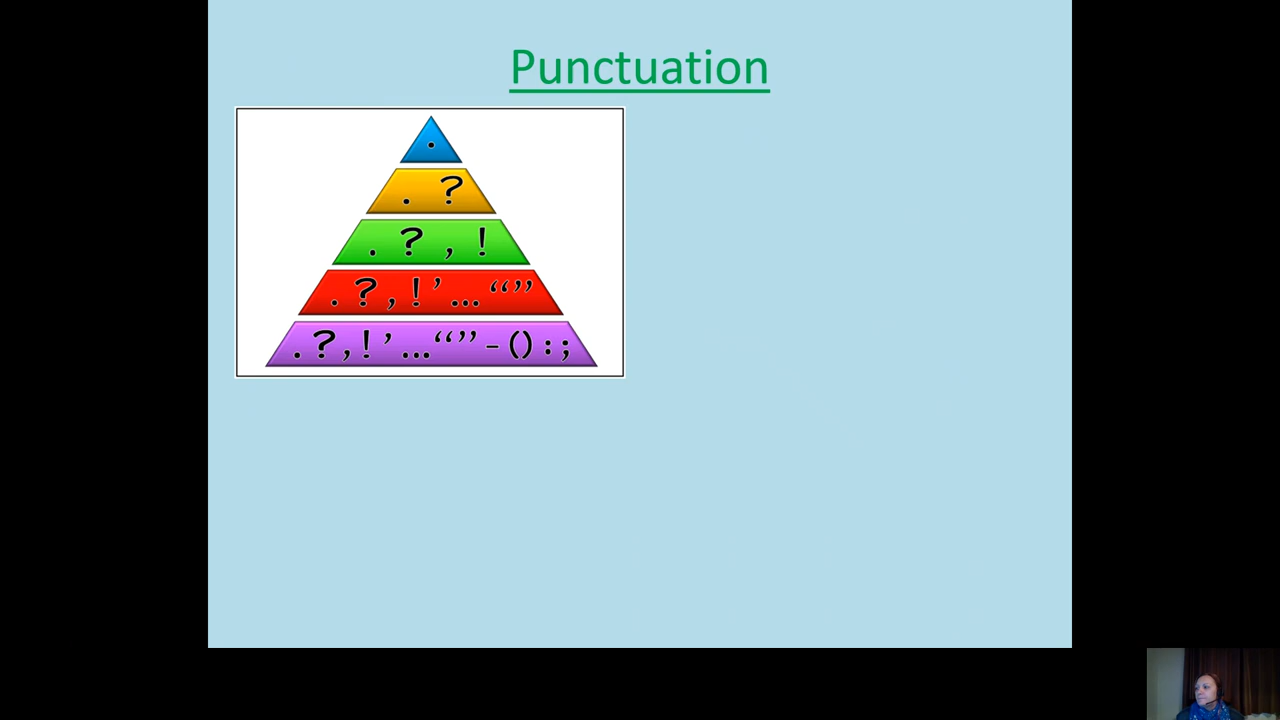 Punctuation
.
. ?
. ? , !
. ? , ! ’ ... “ ”
. ? , ! ’ ... “ ” - ( ) : ;